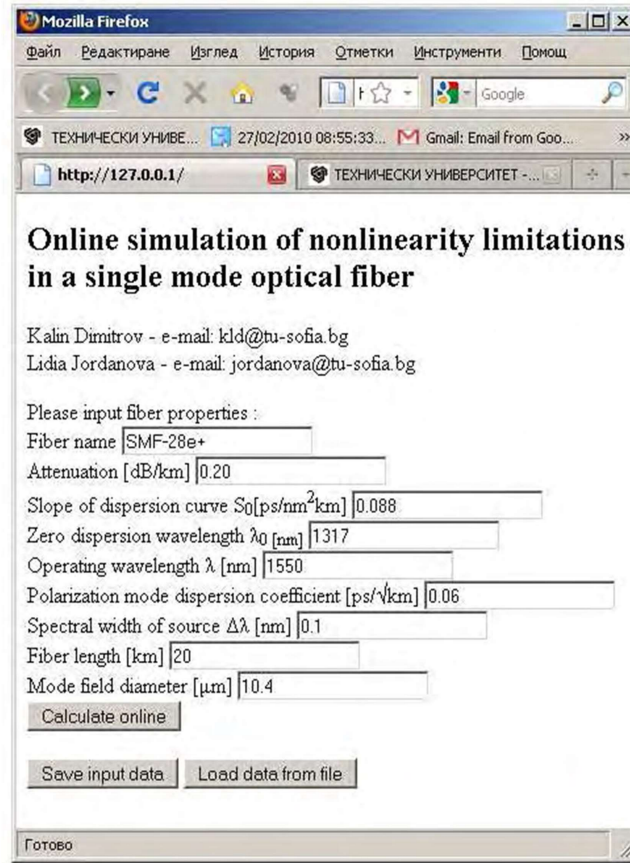 Mozilla Firefox
Файл Редактиране Изглед История Отметки Инструменти Помощ
Google
ТЕХНИЧЕСКИ УНИВЕ... 27/02/2010 08:55:33... Gmail: Email from Goo... »
http://127.0.0.1/ ТЕХНИЧЕСКИ УНИВЕРСИТЕТ -...
Online simulation of nonlinearity limitations
in a single mode optical fiber
Kalin Dimitrov - e-mail: kld@tu-sofia.bg
Lidia Jordanova - e-mail: jordanova@tu-sofia.bg
Please input fiber properties :
Fiber name SMF-28e+
Attenuation [dB/km] 0.20
Slope of dispersion curve S₀[ps/nm²km] 0.088
Zero dispersion wavelength λ₀ [nm] 1317
Operating wavelength λ [nm] 1550
Polarization mode dispersion coefficient [ps/√km] 0.06
Spectral width of source Δλ [nm] 0.1
Fiber length [km] 20
Mode field diameter [μm] 10.4
Calculate online
Save input data Load data from file
Готово